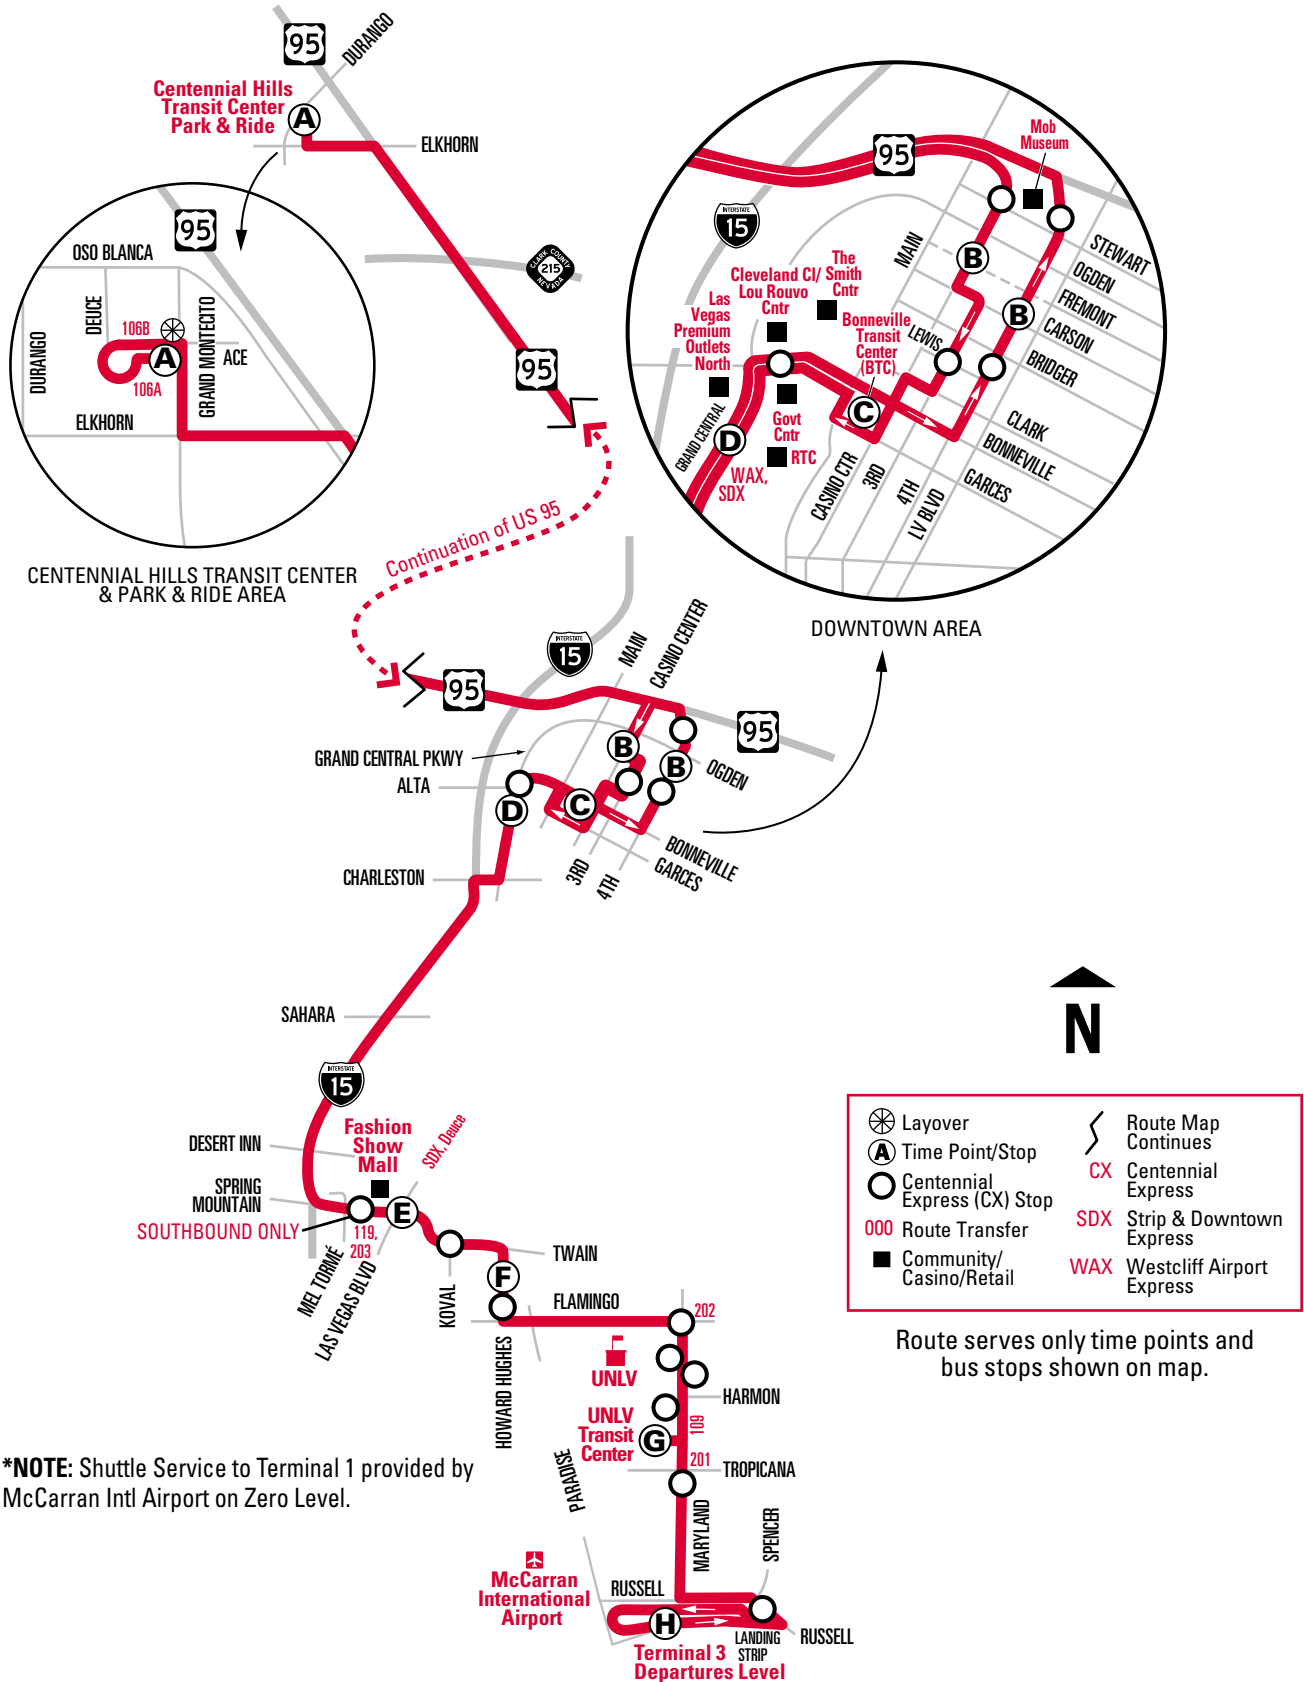 95
DURANGO
Centennial Hills
Transit Center
Park & Ride
A
ELKHORN
95
OSO BLANCA
DEUCE
106B
DURANGO
A
GRAND MONTECITO
ACE
106A
ELKHORN
CENTENNIAL HILLS TRANSIT CENTER
& PARK & RIDE AREA
CLARK COUNTY
215
NEVADA
95
Continuation of US 95
95
Mob
Museum
INTERSTATE
15
MAIN
B
STEWART
OGDEN
FREMONT
CARSON
BRIDGER
The
Smith
Cntr
Cleveland Cl/
Lou Rouvo
Cntr
Las
Vegas
Premium
Outlets
North
Bonneville
Transit
Center
(BTC)
LEWIS
B
C
GRAND CENTRAL
D
Govt
Cntr
RTC
WAX,
SDX
CLARK
BONNEVILLE
GARCES
CASINO CTR
3RD
4TH
LV BLVD
DOWNTOWN AREA
INTERSTATE
15
MAIN
CASINO CENTER
95
95
GRAND CENTRAL PKWY
B
B
OGDEN
ALTA
D
C
BONNEVILLE
GARCES
3RD
4TH
CHARLESTON
SAHARA
INTERSTATE
15
DESERT INN
Fashion
Show
Mall
SDX, Deuce
SPRING
MOUNTAIN
E
SOUTHBOUND ONLY
119,
203
MEL TORMÉ
LAS VEGAS BLVD
KOVAL
TWAIN
F
FLAMINGO
HOWARD HUGHES
202
UNLV
HARMON
UNLV
Transit
Center
G
109
201
TROPICANA
PARADISE
MARYLAND
SPENCER
McCarran
International
Airport
RUSSELL
H
LANDING
STRIP
RUSSELL
Terminal 3
Departures Level
*NOTE: Shuttle Service to Terminal 1 provided by
McCarran Intl Airport on Zero Level.
N
Layover
A Time Point/Stop
Centennial
Express (CX) Stop
000 Route Transfer
Community/
Casino/Retail
Route Map
Continues
CX Centennial
Express
SDX Strip & Downtown
Express
WAX Westcliff Airport
Express
Route serves only time points and
bus stops shown on map.